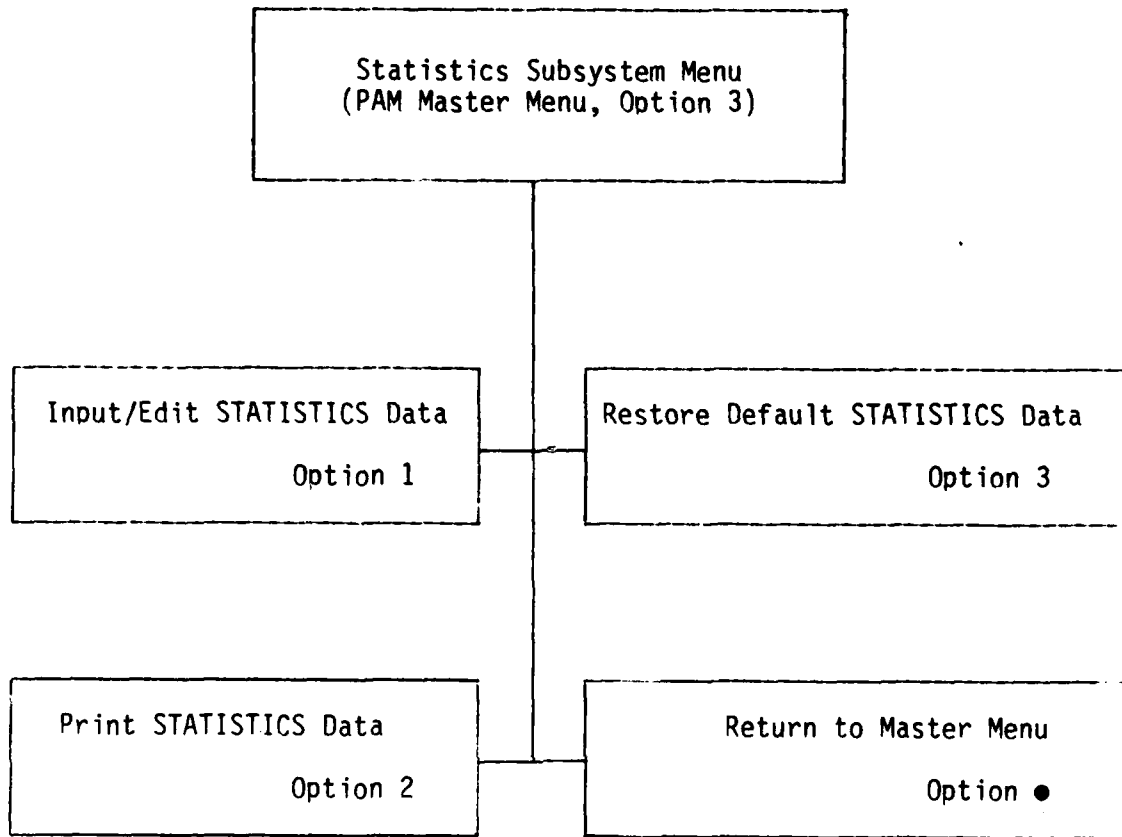 Statistics Subsystem Menu
(PAM Master Menu, Option 3)
Input/Edit STATISTICS Data
Option 1
Restore Default STATISTICS Data
Option 3
Print STATISTICS Data
Option 2
Return to Master Menu
Option ●